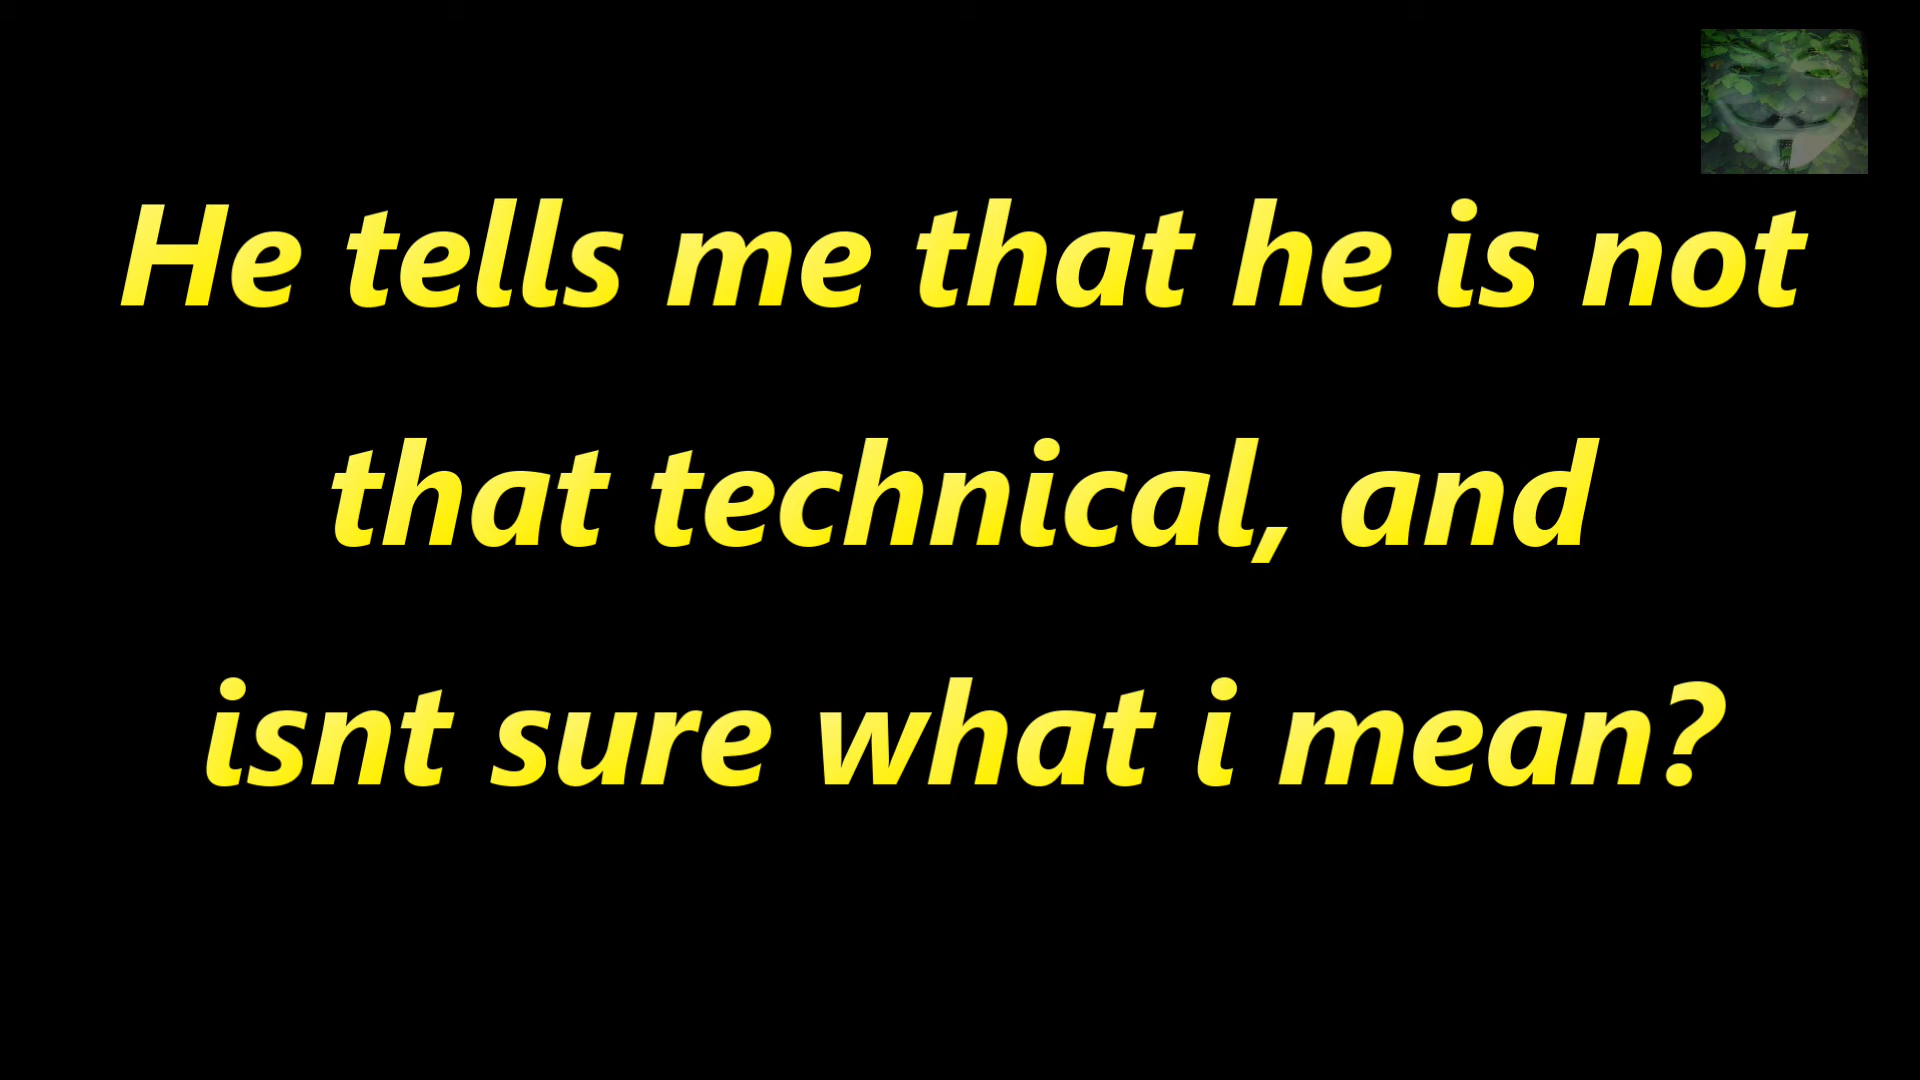 He tells me that he is not
that technical, and
isnt sure what i mean?